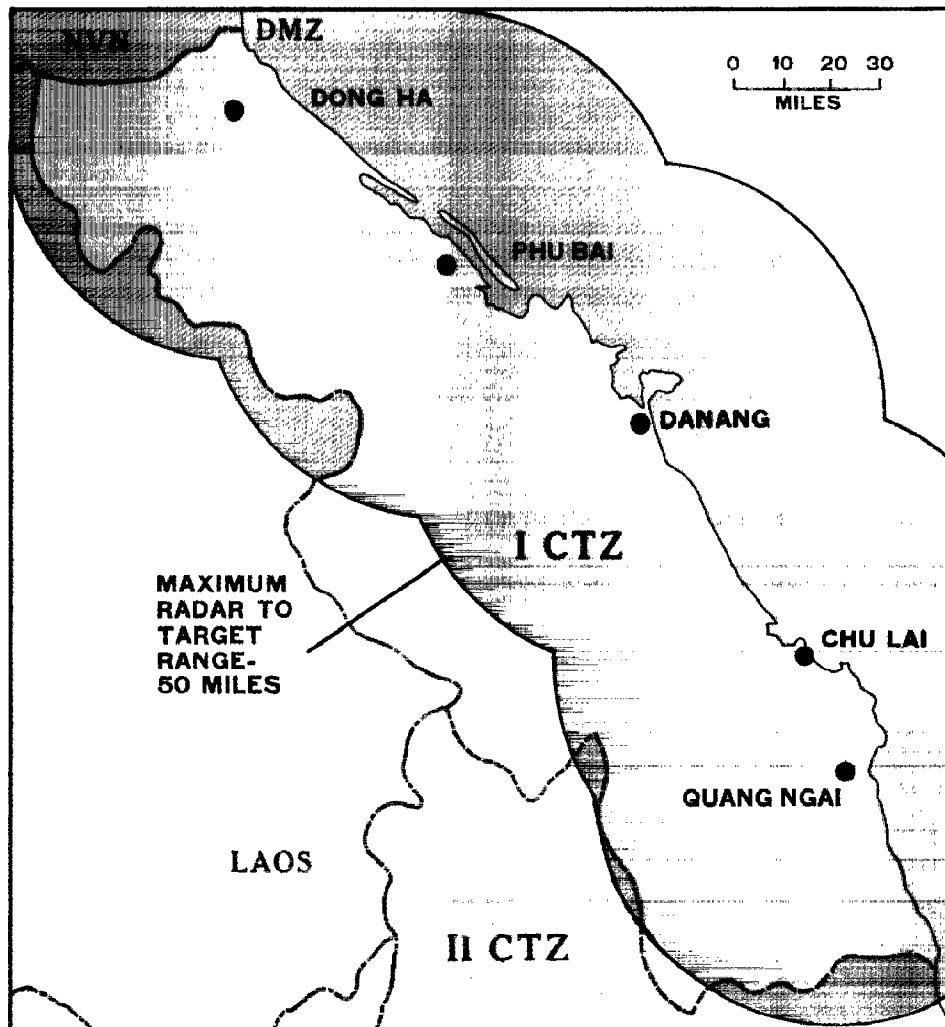 NVN
DMZ
0 10 20 30
MILES
DONG HA
PHU BAI
DANANG
I CTZ
MAXIMUM
RADAR TO
TARGET
RANGE-
50 MILES
CHU LAI
QUANG NGAI
LAOS
II CTZ